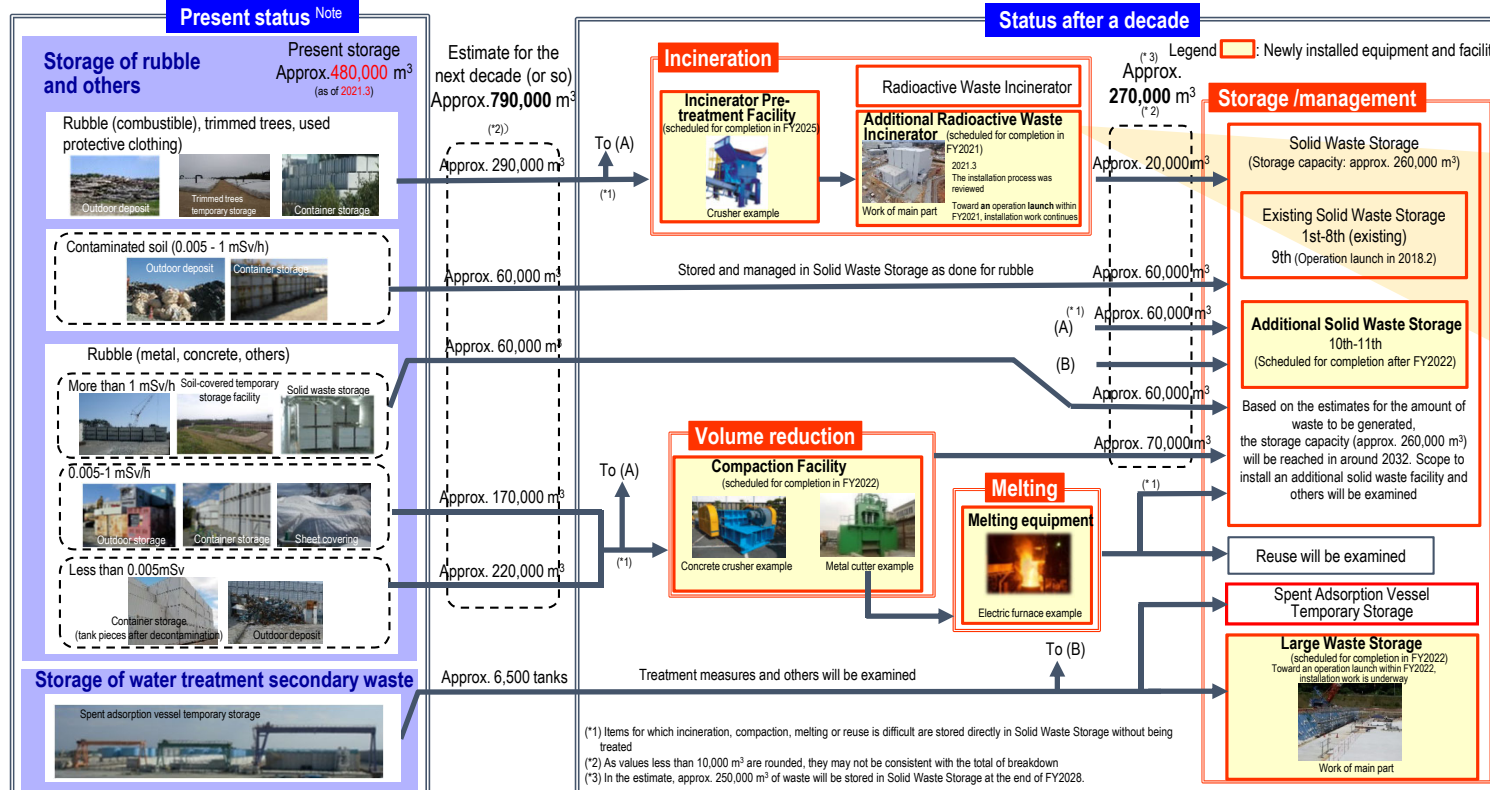 Present status Note
Storage of rubble
and others
Present storage
Approx.480,000 m³
(as of 2021.3)
Rubble (combustible), trimmed trees, used
protective clothing)
Outdoor deposit
Trimmed trees
temporary storage
Container storage
Contaminated soil (0.005 - 1 mSv/h)
Outdoor deposit
Container storage
Rubble (metal, concrete, others)
More than 1 mSv/h
Soil-covered temporary
storage facility
Solid waste storage
0.005-1 mSv/h
Outdoor storage
Container storage
Sheet covering
Less than 0.005mSv
Container storage
(tank pieces after decontamination)
Outdoor deposit
Storage of water treatment secondary waste
Spent adsorption vessel temporary storage
Estimate for the
next decade (or so)
Approx.790,000 m³
(*2)
Approx. 290,000 m³
Approx. 60,000 m³
Approx. 60,000 m³
Approx. 170,000 m³
Approx. 220,000 m³
Approx. 6,500 tanks
Status after a decade
Legend
: Newly installed equipment and facilit
To (A)
(*1)
Incineration
Incinerator Pre-
treatment Facility
(scheduled for completion in FY2025)
Crusher example
Radioactive Waste Incinerator
Additional Radioactive Waste
Incinerator (scheduled for completion in
FY2021)
2021.3
The installation process was
reviewed
Toward an operation launch within
FY2021, installation work continues
Work of main part
(*3)
Approx.
270,000 m³
(*2)
Approx. 20,000m³
Stored and managed in Solid Waste Storage as done for rubble
Approx. 60,000 m³
(A)
(*1)
Approx. 60,000m³
(B)
Approx. 60,000 m³
Approx. 70,000m³
To (A)
(*1)
Volume reduction
Compaction Facility
(scheduled for completion in FY2022)
Concrete crusher example
Metal cutter example
Melting
Melting equipment
Electric furnace example
(*1)
To (B)
Treatment measures and others will be examined
Storage /management
Solid Waste Storage
(Storage capacity: approx. 260,000 m³)
Existing Solid Waste Storage
1st-8th (existing)
9th (Operation launch in 2018.2)
Additional Solid Waste Storage
10th-11th
(Scheduled for completion after FY2022)
Based on the estimates for the amount of
waste to be generated,
the storage capacity (approx. 260,000 m³)
will be reached in around 2032. Scope to
install an additional solid waste facility and
others will be examined
Reuse will be examined
Spent Adsorption Vessel
Temporary Storage
Large Waste Storage
(scheduled for completion in FY2022)
Toward an operation launch within FY2022,
installation work is underway
Work of main part
(*1) Items for which incineration, compaction, melting or reuse is difficult are stored directly in Solid Waste Storage without being
treated
(*2) As values less than 10,000 m³ are rounded, they may not be consistent with the total of breakdown
(*3) In the estimate, approx. 250,000 m³ of waste will be stored in Solid Waste Storage at the end of FY2028.